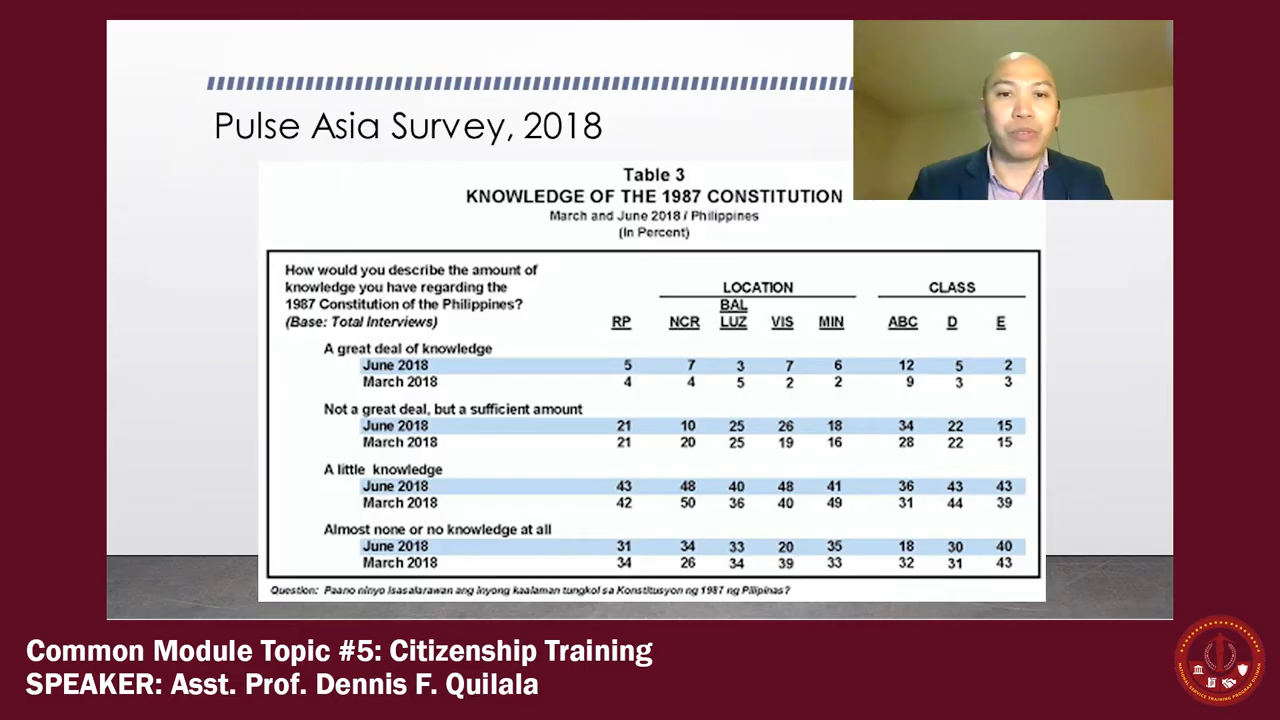 Pulse Asia Survey, 2018
Table 3
KNOWLEDGE OF THE 1987 CONSTITUTION
March and June 2018 / Philippines
(In Percent)
How would you describe the amount of
knowledge you have regarding the
1987 Constitution of the Philippines?
(Base: Total Interviews)
LOCATION CLASS
RP NCR BAL LUZ VIS MIN ABC D E
A great deal of knowledge
June 2018 5 7 3 7 6 12 5 2
March 2018 4 4 5 2 2 9 3 3
Not a great deal, but a sufficient amount
June 2018 21 10 25 26 18 34 22 15
March 2018 21 20 25 19 16 28 22 15
A little knowledge
June 2018 43 48 40 48 41 36 43 43
March 2018 42 50 36 40 49 31 44 39
Almost none or no knowledge at all
June 2018 31 34 33 20 35 18 30 40
March 2018 34 26 34 39 33 32 31 43
Question: Paano ninyo isasalarawan ang inyong kaalaman tungkol sa Konstitusyon ng 1987 ng Pilipinas?
Common Module Topic #5: Citizenship Training
SPEAKER: Asst. Prof. Dennis F. Quilala
NATIONAL SERVICE TRAINING PROGRAM DILIMAN